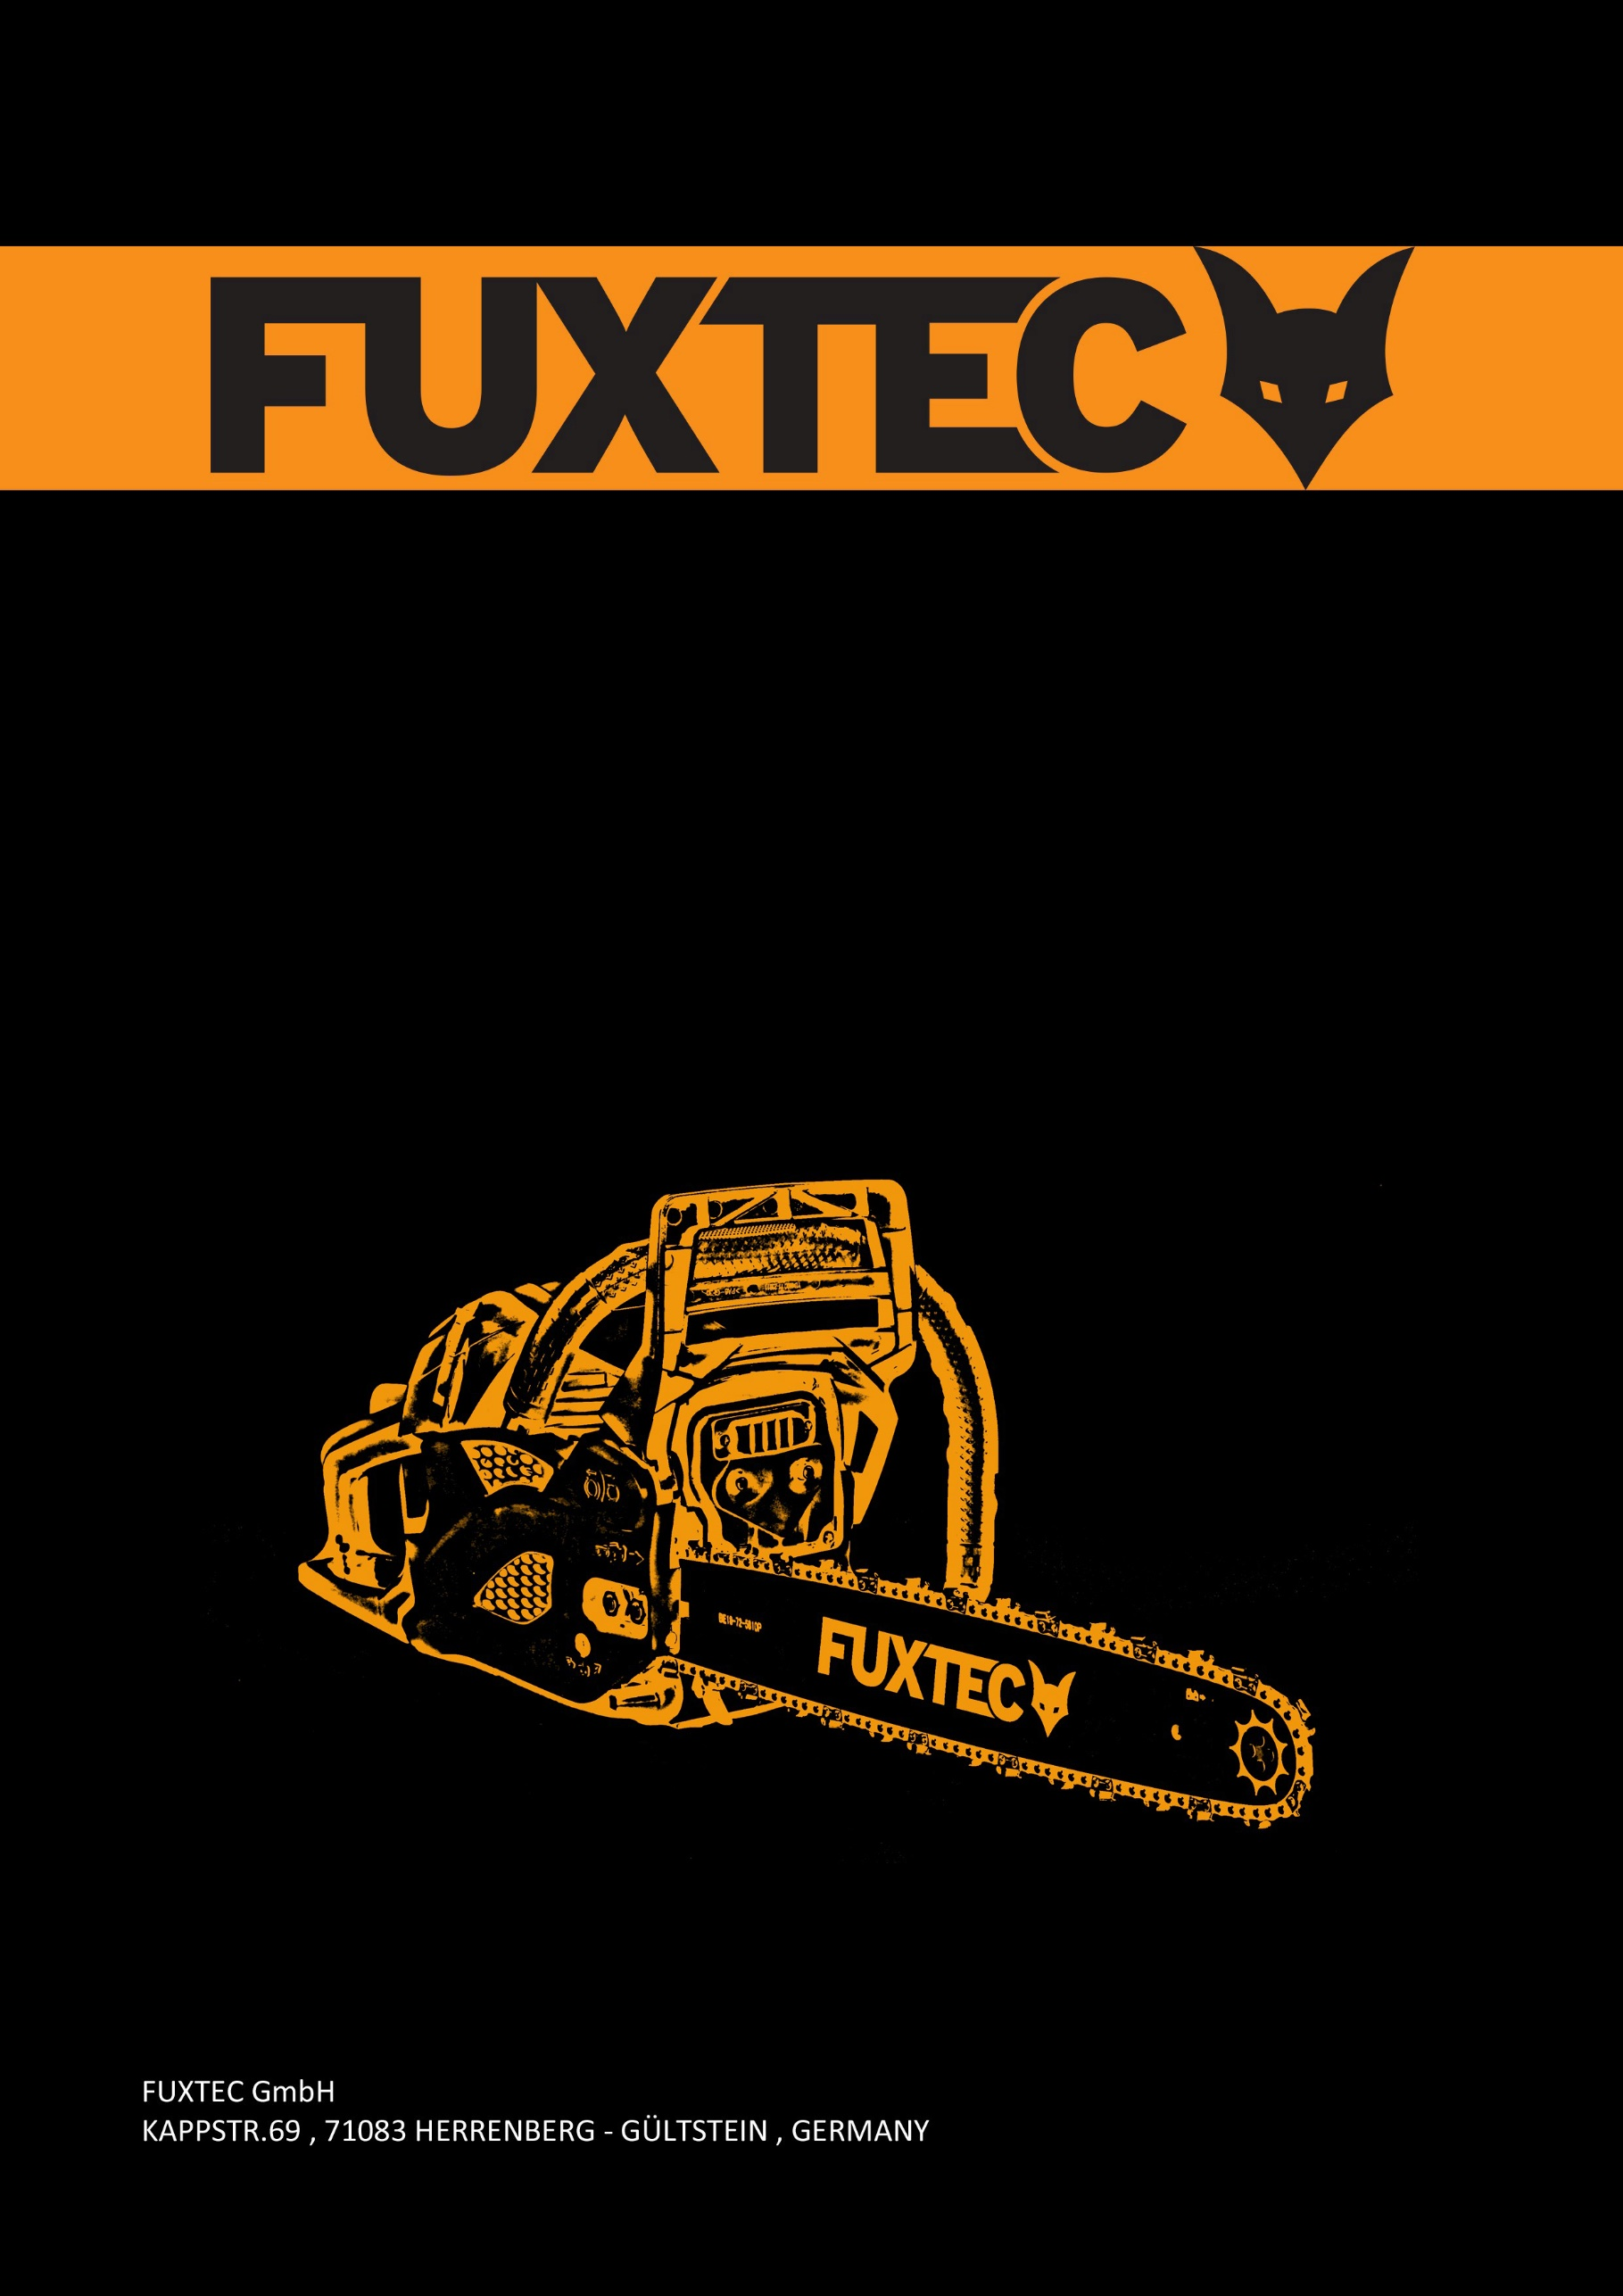 FUXTEC
FUXTEC
FUXTEC GmbH
KAPPSTR.69 , 71083 HERRENBERG - GÜLTSTEIN , GERMANY